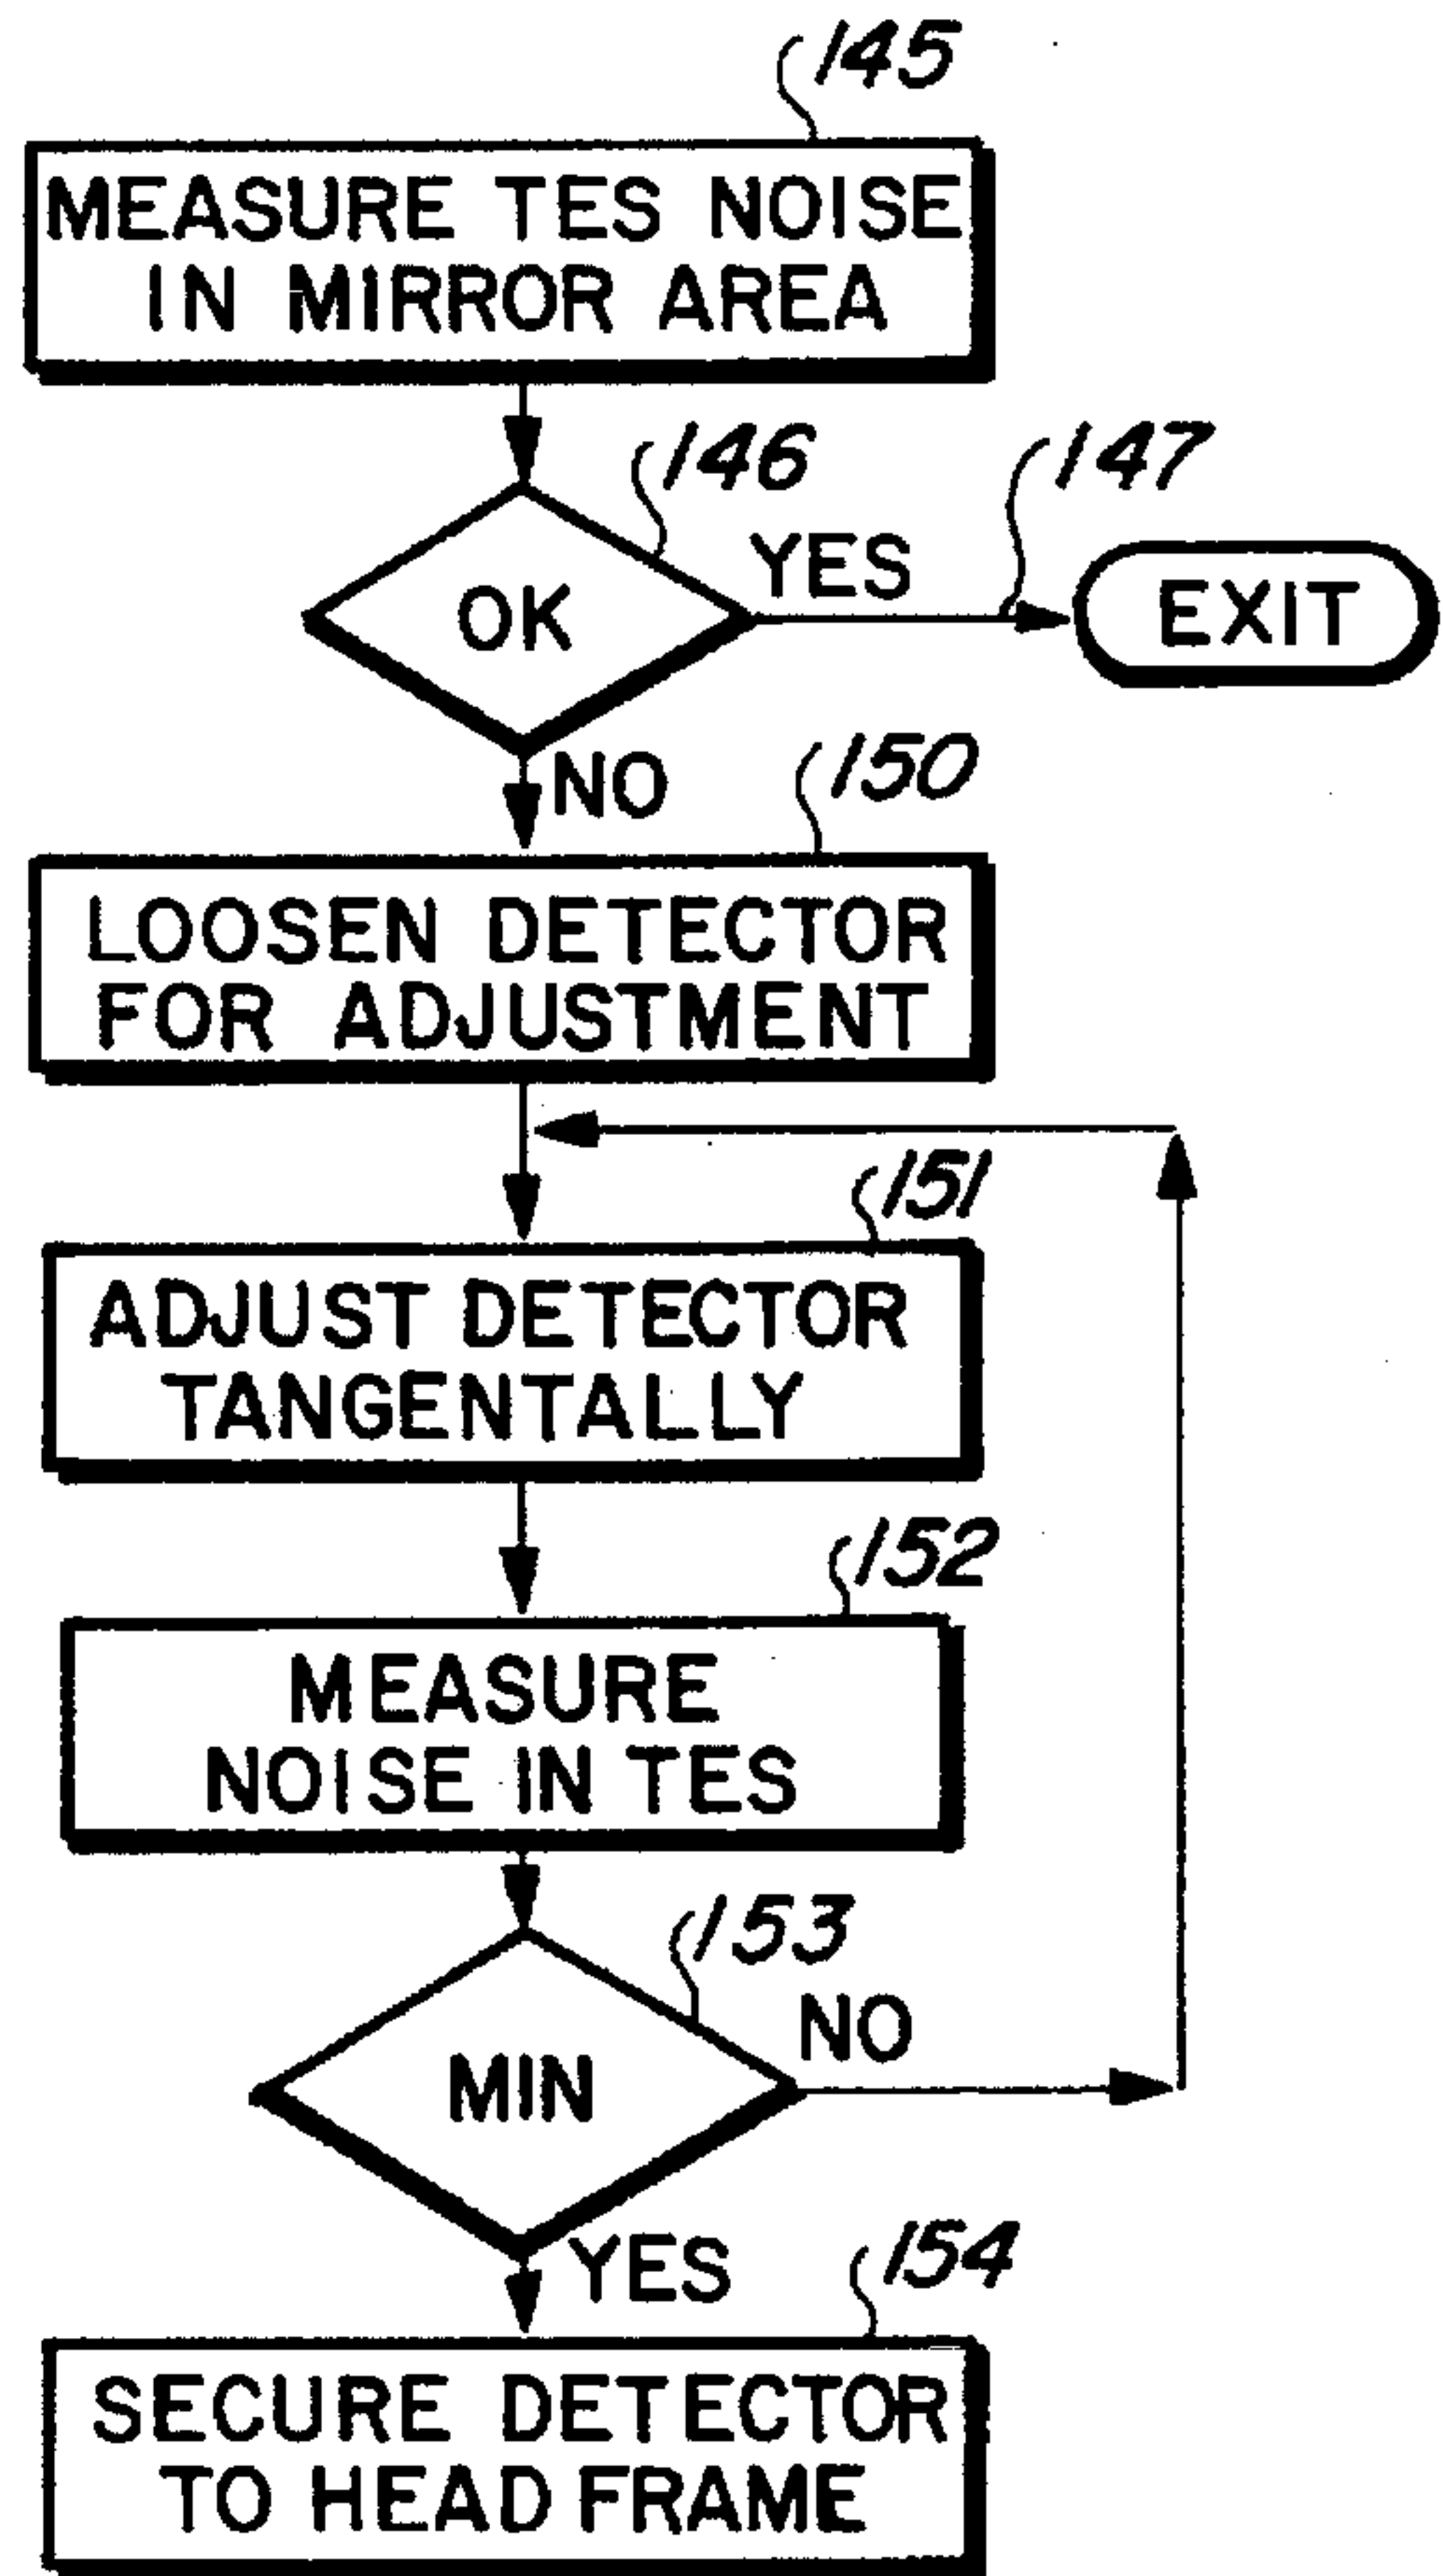 145
MEASURE TES NOISE
IN MIRROR AREA
146
147
OK
YES
EXIT
NO
150
LOOSEN DETECTOR
FOR ADJUSTMENT
151
ADJUST DETECTOR
TANGENTALLY
152
MEASURE
NOISE IN TES
153
MIN
NO
YES
154
SECURE DETECTOR
TO HEAD FRAME